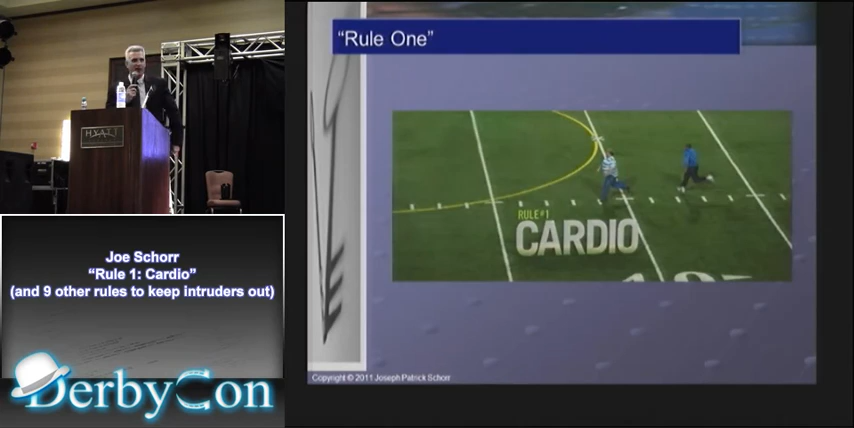 HYATT
Joe Schorr
“Rule 1: Cardio”
(and 9 other rules to keep intruders out)
DerbyCon
“Rule One”
RULE #1
CARDIO
Copyright © 2011 Joseph Patrick Schorr